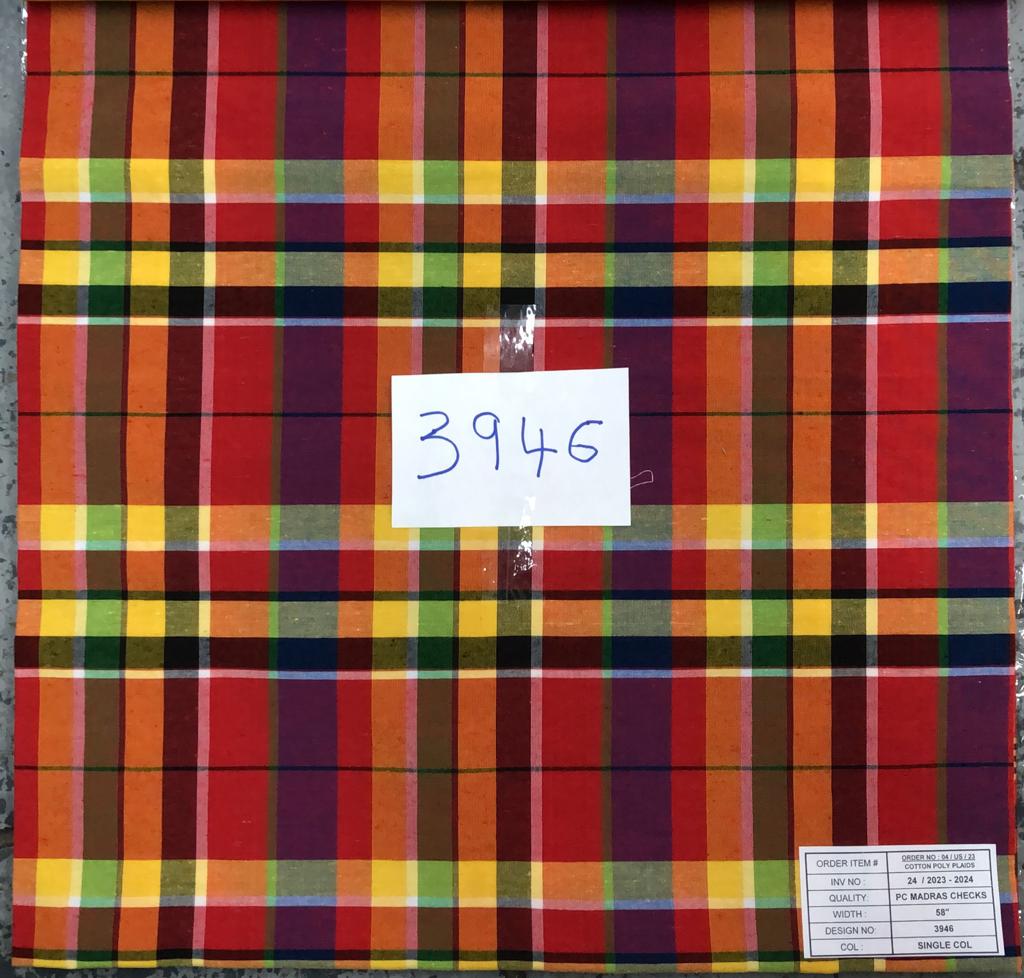 3946
ORDER ITEM # ORDER NO : 04 / US / 23
COTTON POLY PLAIDS
INV NO : 24 / 2023 - 2024
QUALITY: PC MADRAS CHECKS
WIDTH : 58"
DESIGN NO: 3946
COL : SINGLE COL